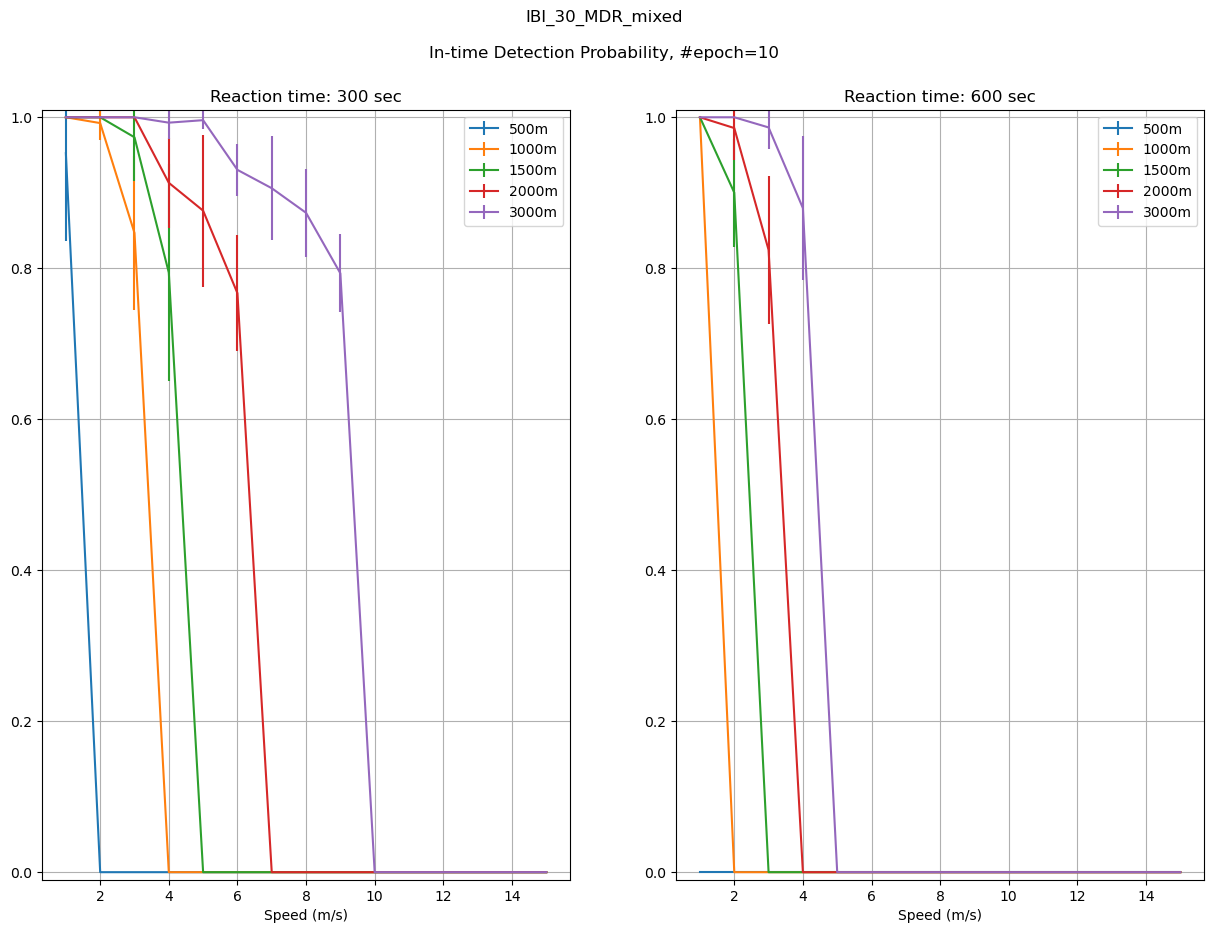 IBI_30_MDR_mixed
In-time Detection Probability, #epoch=10
Reaction time: 300 sec
1.0
0.8
0.6
0.4
0.2
0.0
2 4 6 8 10 12 14
Speed (m/s)
500m
1000m
1500m
2000m
3000m
Reaction time: 600 sec
1.0
0.8
0.6
0.4
0.2
0.0
2 4 6 8 10 12 14
Speed (m/s)
500m
1000m
1500m
2000m
3000m